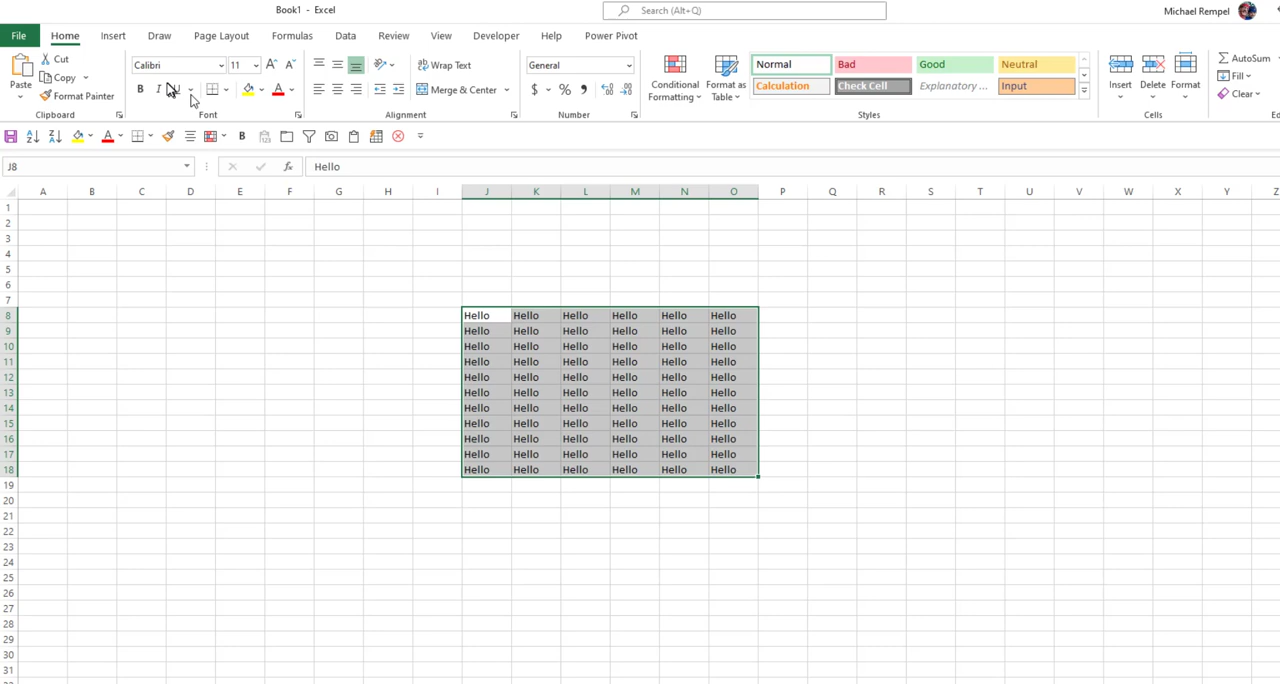 Book1 - Excel
Search (Alt+Q)
Michael Rempel
File Home Insert Draw Page Layout Formulas Data Review View Developer Help Power Pivot
Paste
Cut
Copy
Format Painter
Clipboard
Calibri 11
B I
Font
Wrap Text
Merge & Center
Alignment
General
$ % ,
Number
Conditional Formatting
Format as Table
Normal Bad Good Neutral
Calculation Check Cell Explanatory ... Input
Styles
Insert Delete Format
Cells
AutoSum
Fill
Clear
J8 fx Hello
A B C D E F G H I J K L M N O P Q R S T U V W X Y Z
1
2
3
4
5
6
7
8 Hello Hello Hello Hello Hello Hello
9 Hello Hello Hello Hello Hello Hello
10 Hello Hello Hello Hello Hello Hello
11 Hello Hello Hello Hello Hello Hello
12 Hello Hello Hello Hello Hello Hello
13 Hello Hello Hello Hello Hello Hello
14 Hello Hello Hello Hello Hello Hello
15 Hello Hello Hello Hello Hello Hello
16 Hello Hello Hello Hello Hello Hello
17 Hello Hello Hello Hello Hello Hello
18 Hello Hello Hello Hello Hello Hello
19
20
21
22
23
24
25
26
27
28
29
30
31